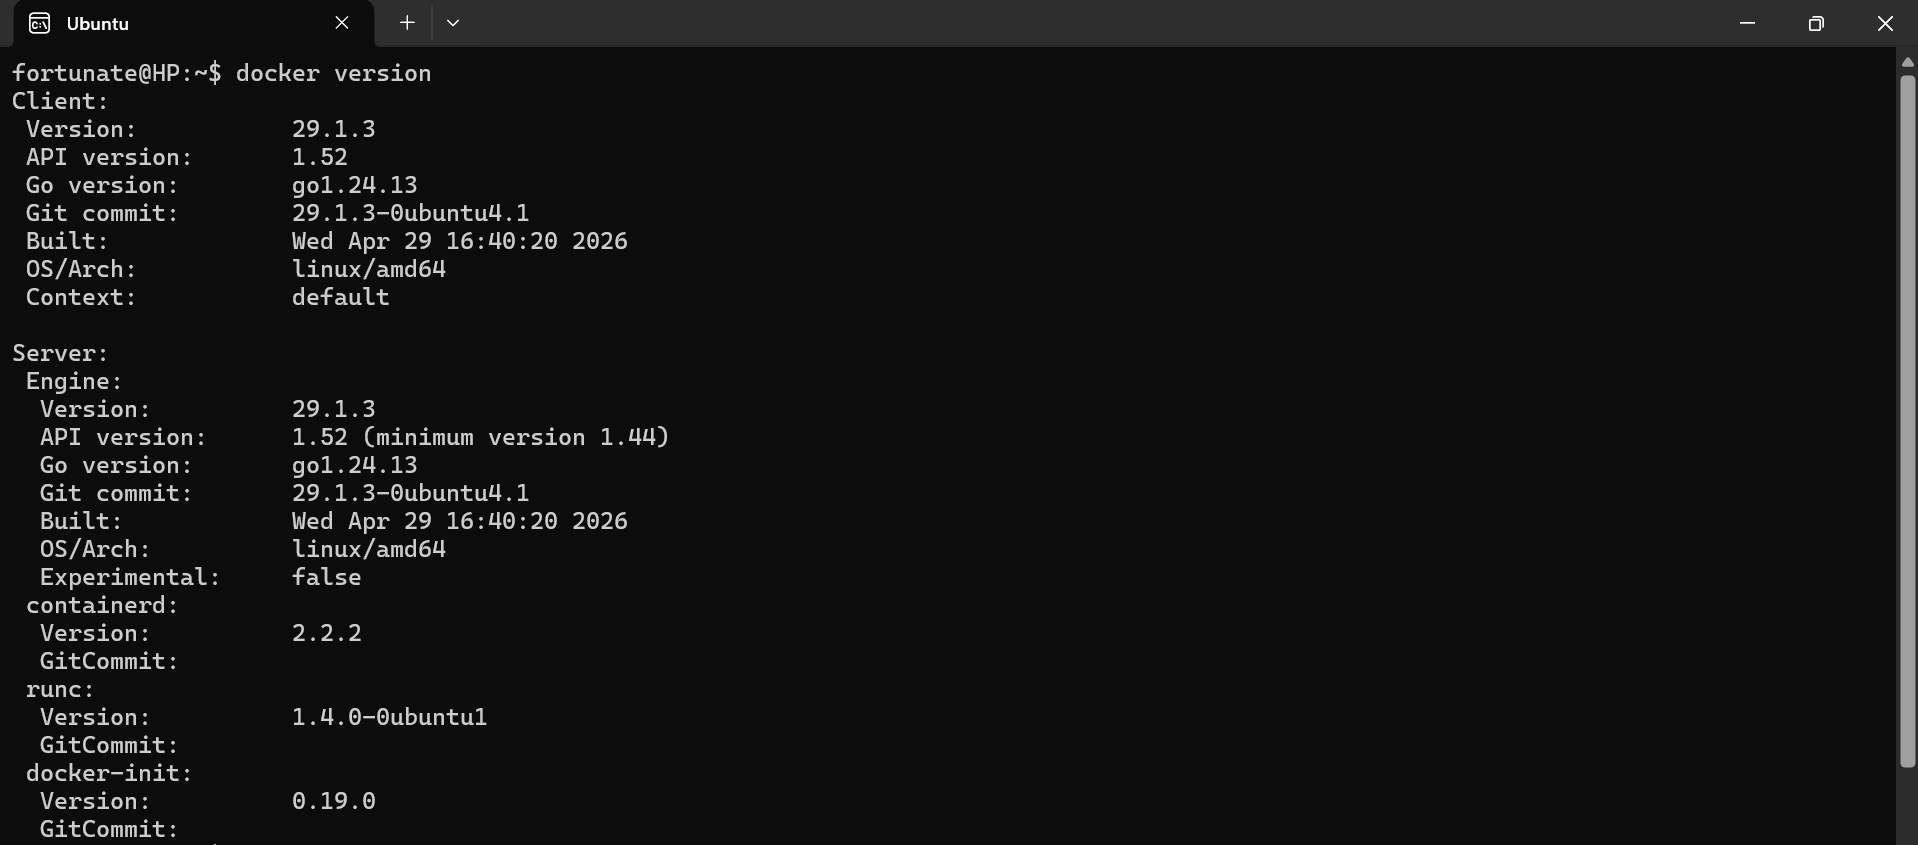 Ubuntu
fortunate@HP:~$ docker version
Client:
 Version:           29.1.3
 API version:       1.52
 Go version:        go1.24.13
 Git commit:        29.1.3-0ubuntu4.1
 Built:             Wed Apr 29 16:40:20 2026
 OS/Arch:           linux/amd64
 Context:           default

Server:
 Engine:
  Version:          29.1.3
  API version:      1.52 (minimum version 1.44)
  Go version:       go1.24.13
  Git commit:       29.1.3-0ubuntu4.1
  Built:            Wed Apr 29 16:40:20 2026
  OS/Arch:          linux/amd64
  Experimental:     false
 containerd:
  Version:          2.2.2
  GitCommit:
 runc:
  Version:          1.4.0-0ubuntu1
  GitCommit:
 docker-init:
  Version:          0.19.0
  GitCommit: